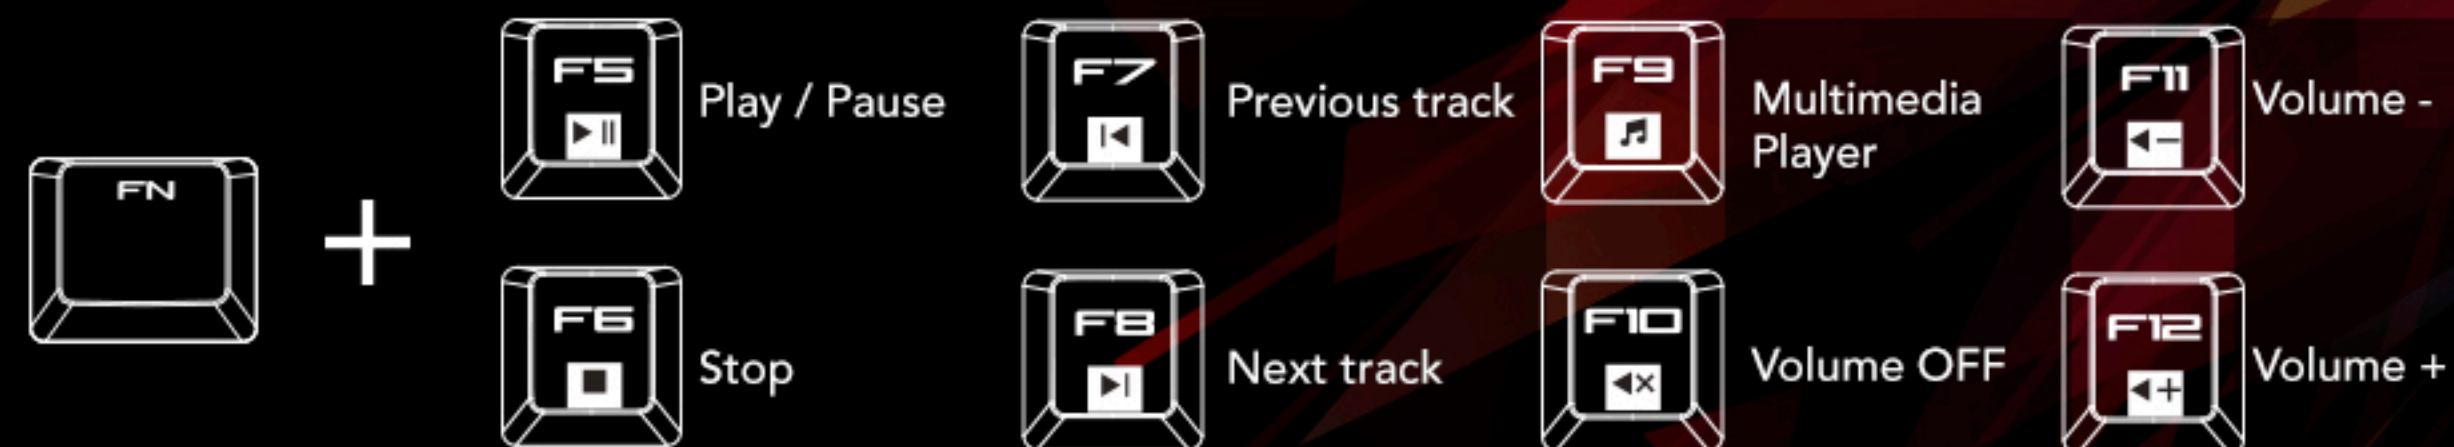 FN
+
F5
Play / Pause
F6
Stop
F7
Previous track
F8
Next track
F9
Multimedia
Player
F10
Volume OFF
F11
Volume -
F12
Volume +